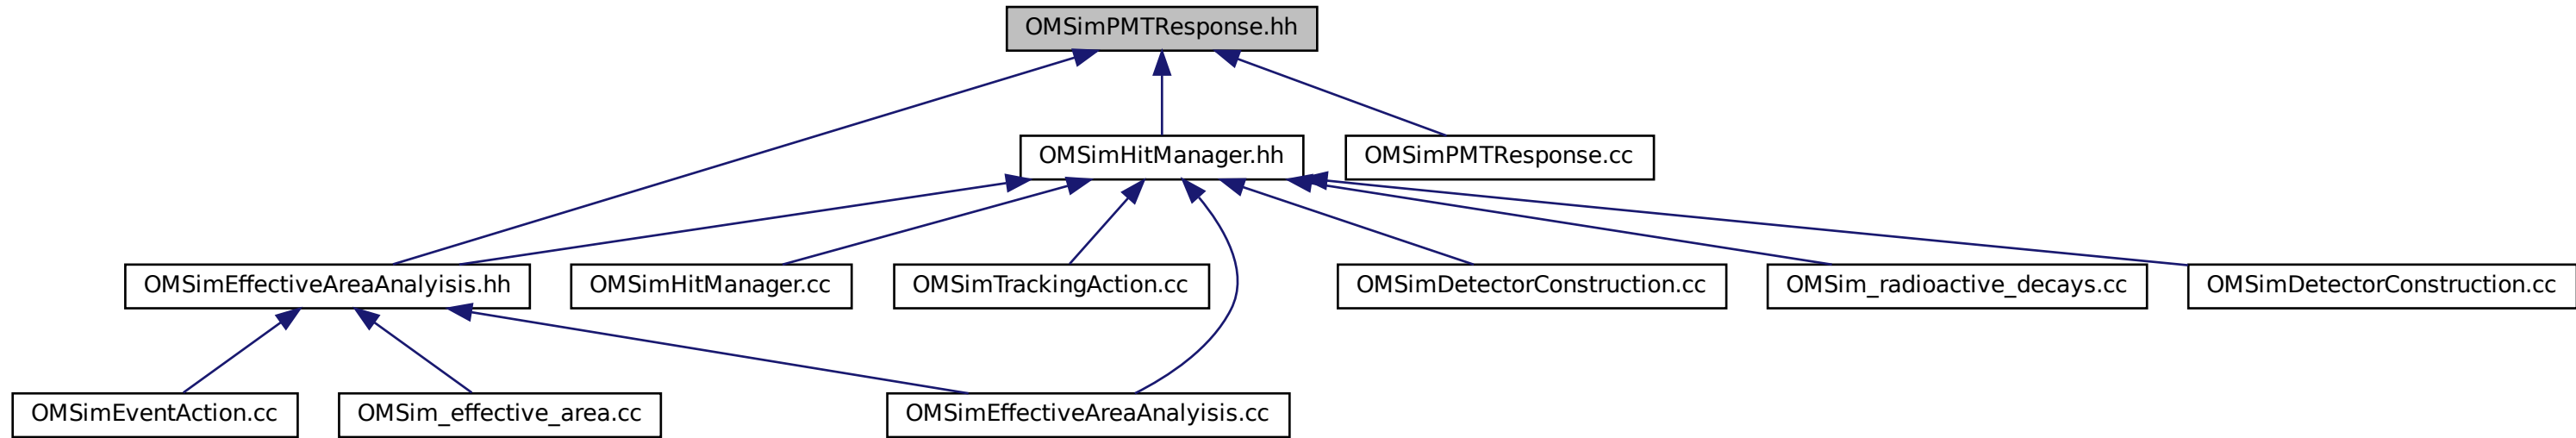 OMSimPMTResponse.hh
OMSimHitManager.hh
OMSimPMTResponse.cc
OMSimEffectiveAreaAnalyisis.hh
OMSimHitManager.cc
OMSimTrackingAction.cc
OMSimDetectorConstruction.cc
OMSim_radioactive_decays.cc
OMSimDetectorConstruction.cc
OMSimEventAction.cc
OMSim_effective_area.cc
OMSimEffectiveAreaAnalyisis.cc